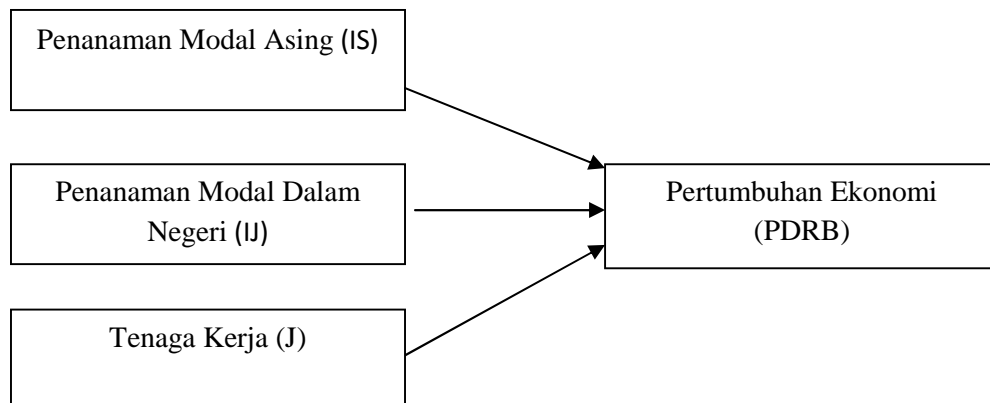 Penanaman Modal Asing (IS)
Penanaman Modal Dalam
Negeri (IJ)
Tenaga Kerja (J)
Pertumbuhan Ekonomi
(PDRB)